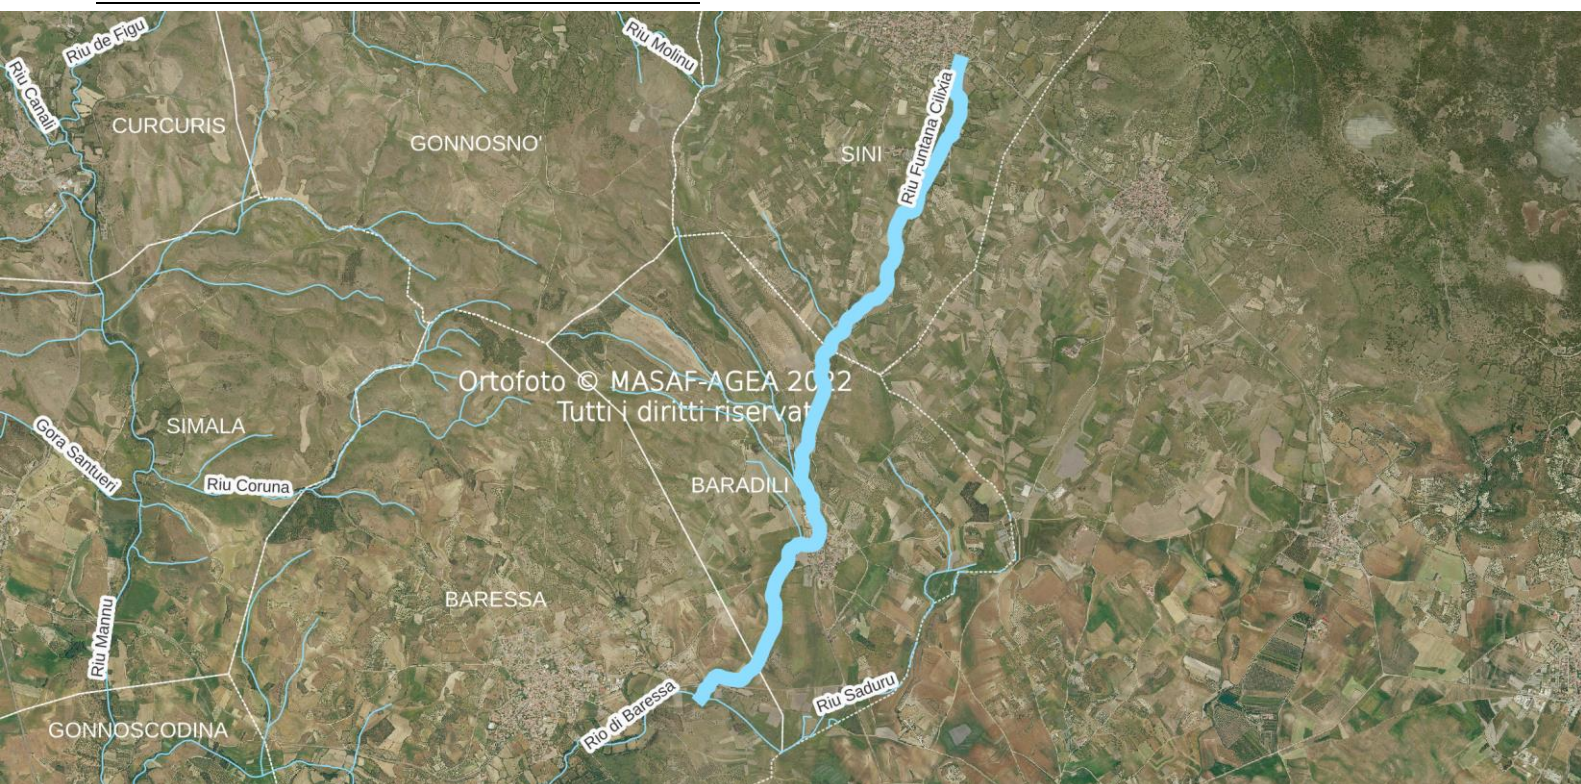 Riu de Figu
Riu Molinu
Riu Canali
CURCURIS
GONNOSNO'
SINI
Riu Funtana Cilixia
Ortofoto © MASAF-AGEA 2022
Tutti i diritti riservat
SIMALA
Gora Santueri
Riu Coruna
BARADILI
BARESSA
Riu Mannu
Rio di Baressa
Riu Saduru
GONNOSCODINA